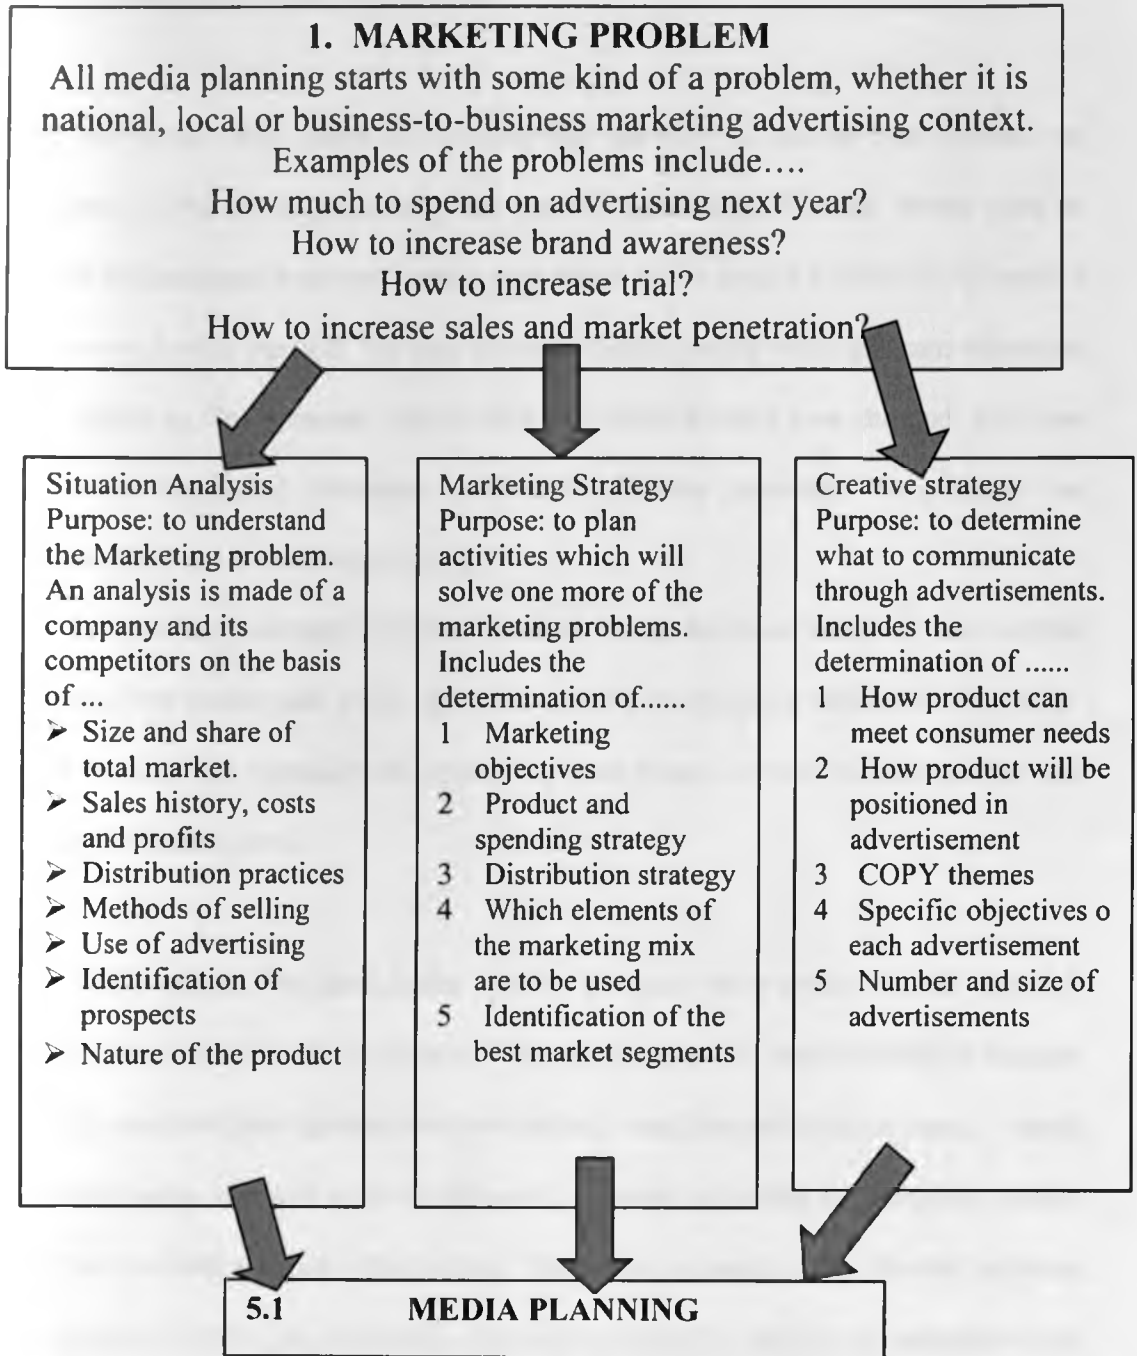 1. MARKETING PROBLEM
All media planning starts with some kind of a problem, whether it is
national, local or business-to-business marketing advertising context.
Examples of the problems include....
How much to spend on advertising next year?
How to increase brand awareness?
How to increase trial?
How to increase sales and market penetration?
Situation Analysis
Purpose: to understand
the Marketing problem.
An analysis is made of a
company and its
competitors on the basis
of ...
➢ Size and share of
total market.
➢ Sales history, costs
and profits
➢ Distribution practices
➢ Methods of selling
➢ Use of advertising
➢ Identification of
prospects
➢ Nature of the product
Marketing Strategy
Purpose: to plan
activities which will
solve one more of the
marketing problems.
Includes the
determination of......
1 Marketing
objectives
2 Product and
spending strategy
3 Distribution strategy
4 Which elements of
the marketing mix
are to be used
5 Identification of the
best market segments
Creative strategy
Purpose: to determine
what to communicate
through advertisements.
Includes the
determination of ......
1 How product can
meet consumer needs
2 How product will be
positioned in
advertisement
3 COPY themes
4 Specific objectives o
each advertisement
5 Number and size of
advertisements
5.1 MEDIA PLANNING